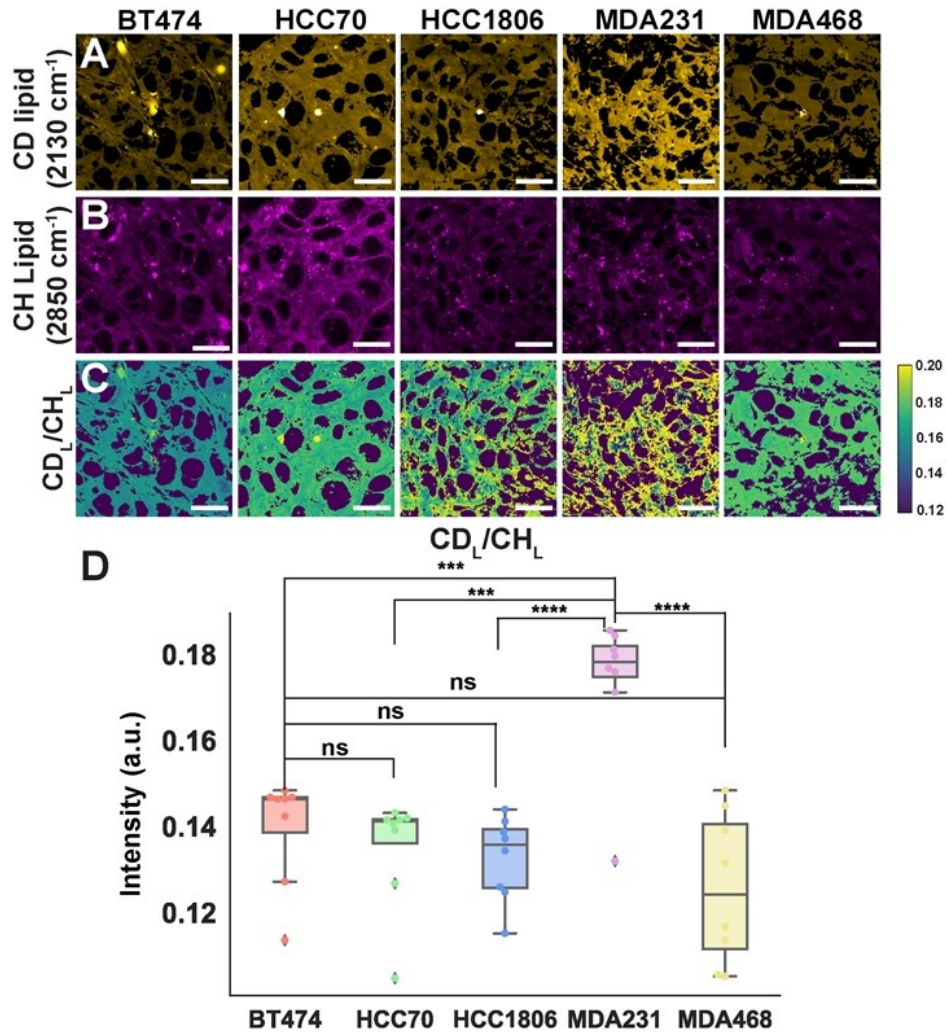 BT474 HCC70 HCC1806 MDA231 MDA468
A
CD lipid
(2130 cm⁻¹)
B
CH Lipid
(2850 cm⁻¹)
C
CD_L/CH_L
0.20
0.18
0.16
0.14
0.12
D
CD_L/CH_L
***
***
**** ****
ns
ns
ns
Intensity (a.u.)
0.18
0.16
0.14
0.12
BT474 HCC70 HCC1806 MDA231 MDA468